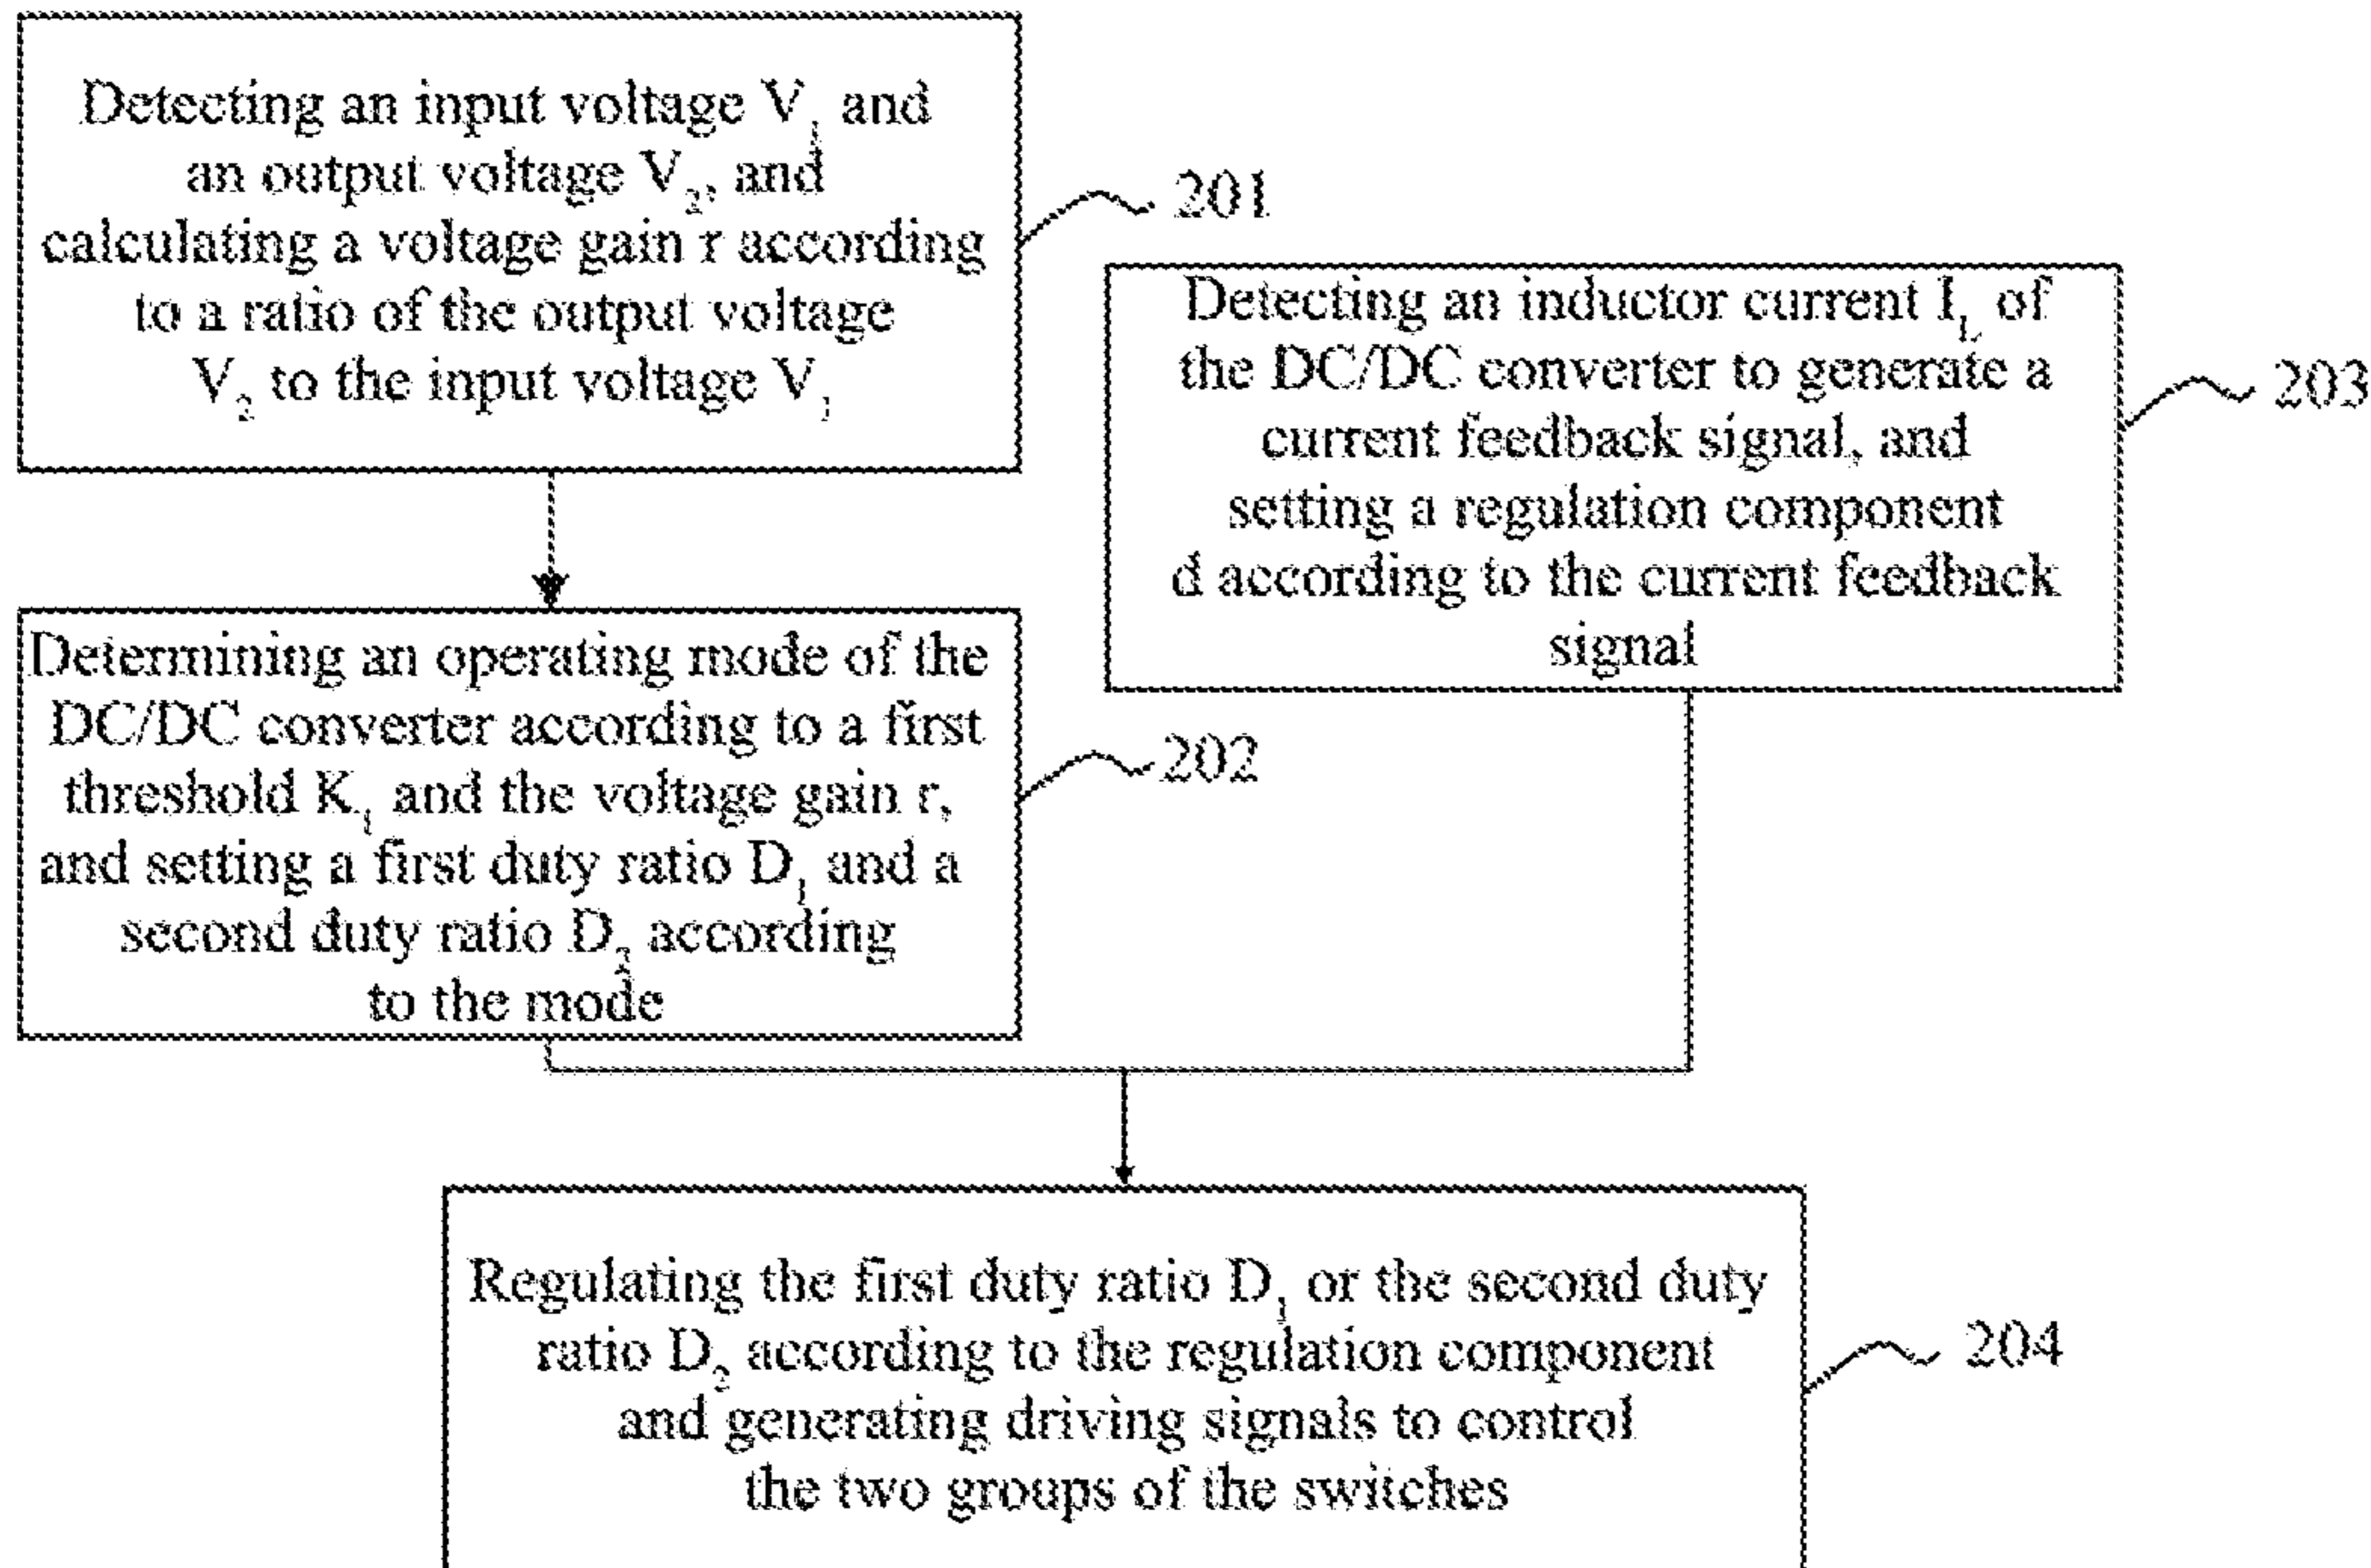 Detecting an input voltage V₁ and
an output voltage V₂, and
calculating a voltage gain r according
to a ratio of the output voltage
V₂ to the input voltage V₁
201
Detecting an inductor current I_L of
the DC/DC converter to generate a
current feedback signal, and
setting a regulation component
d according to the current feedback
signal
203
Determining an operating mode of the
DC/DC converter according to a first
threshold K₁ and the voltage gain r,
and setting a first duty ratio D₁ and a
second duty ratio D₂ according
to the mode
202
Regulating the first duty ratio D₁ or the second duty
ratio D₂ according to the regulation component
and generating driving signals to control
the two groups of the switches
204